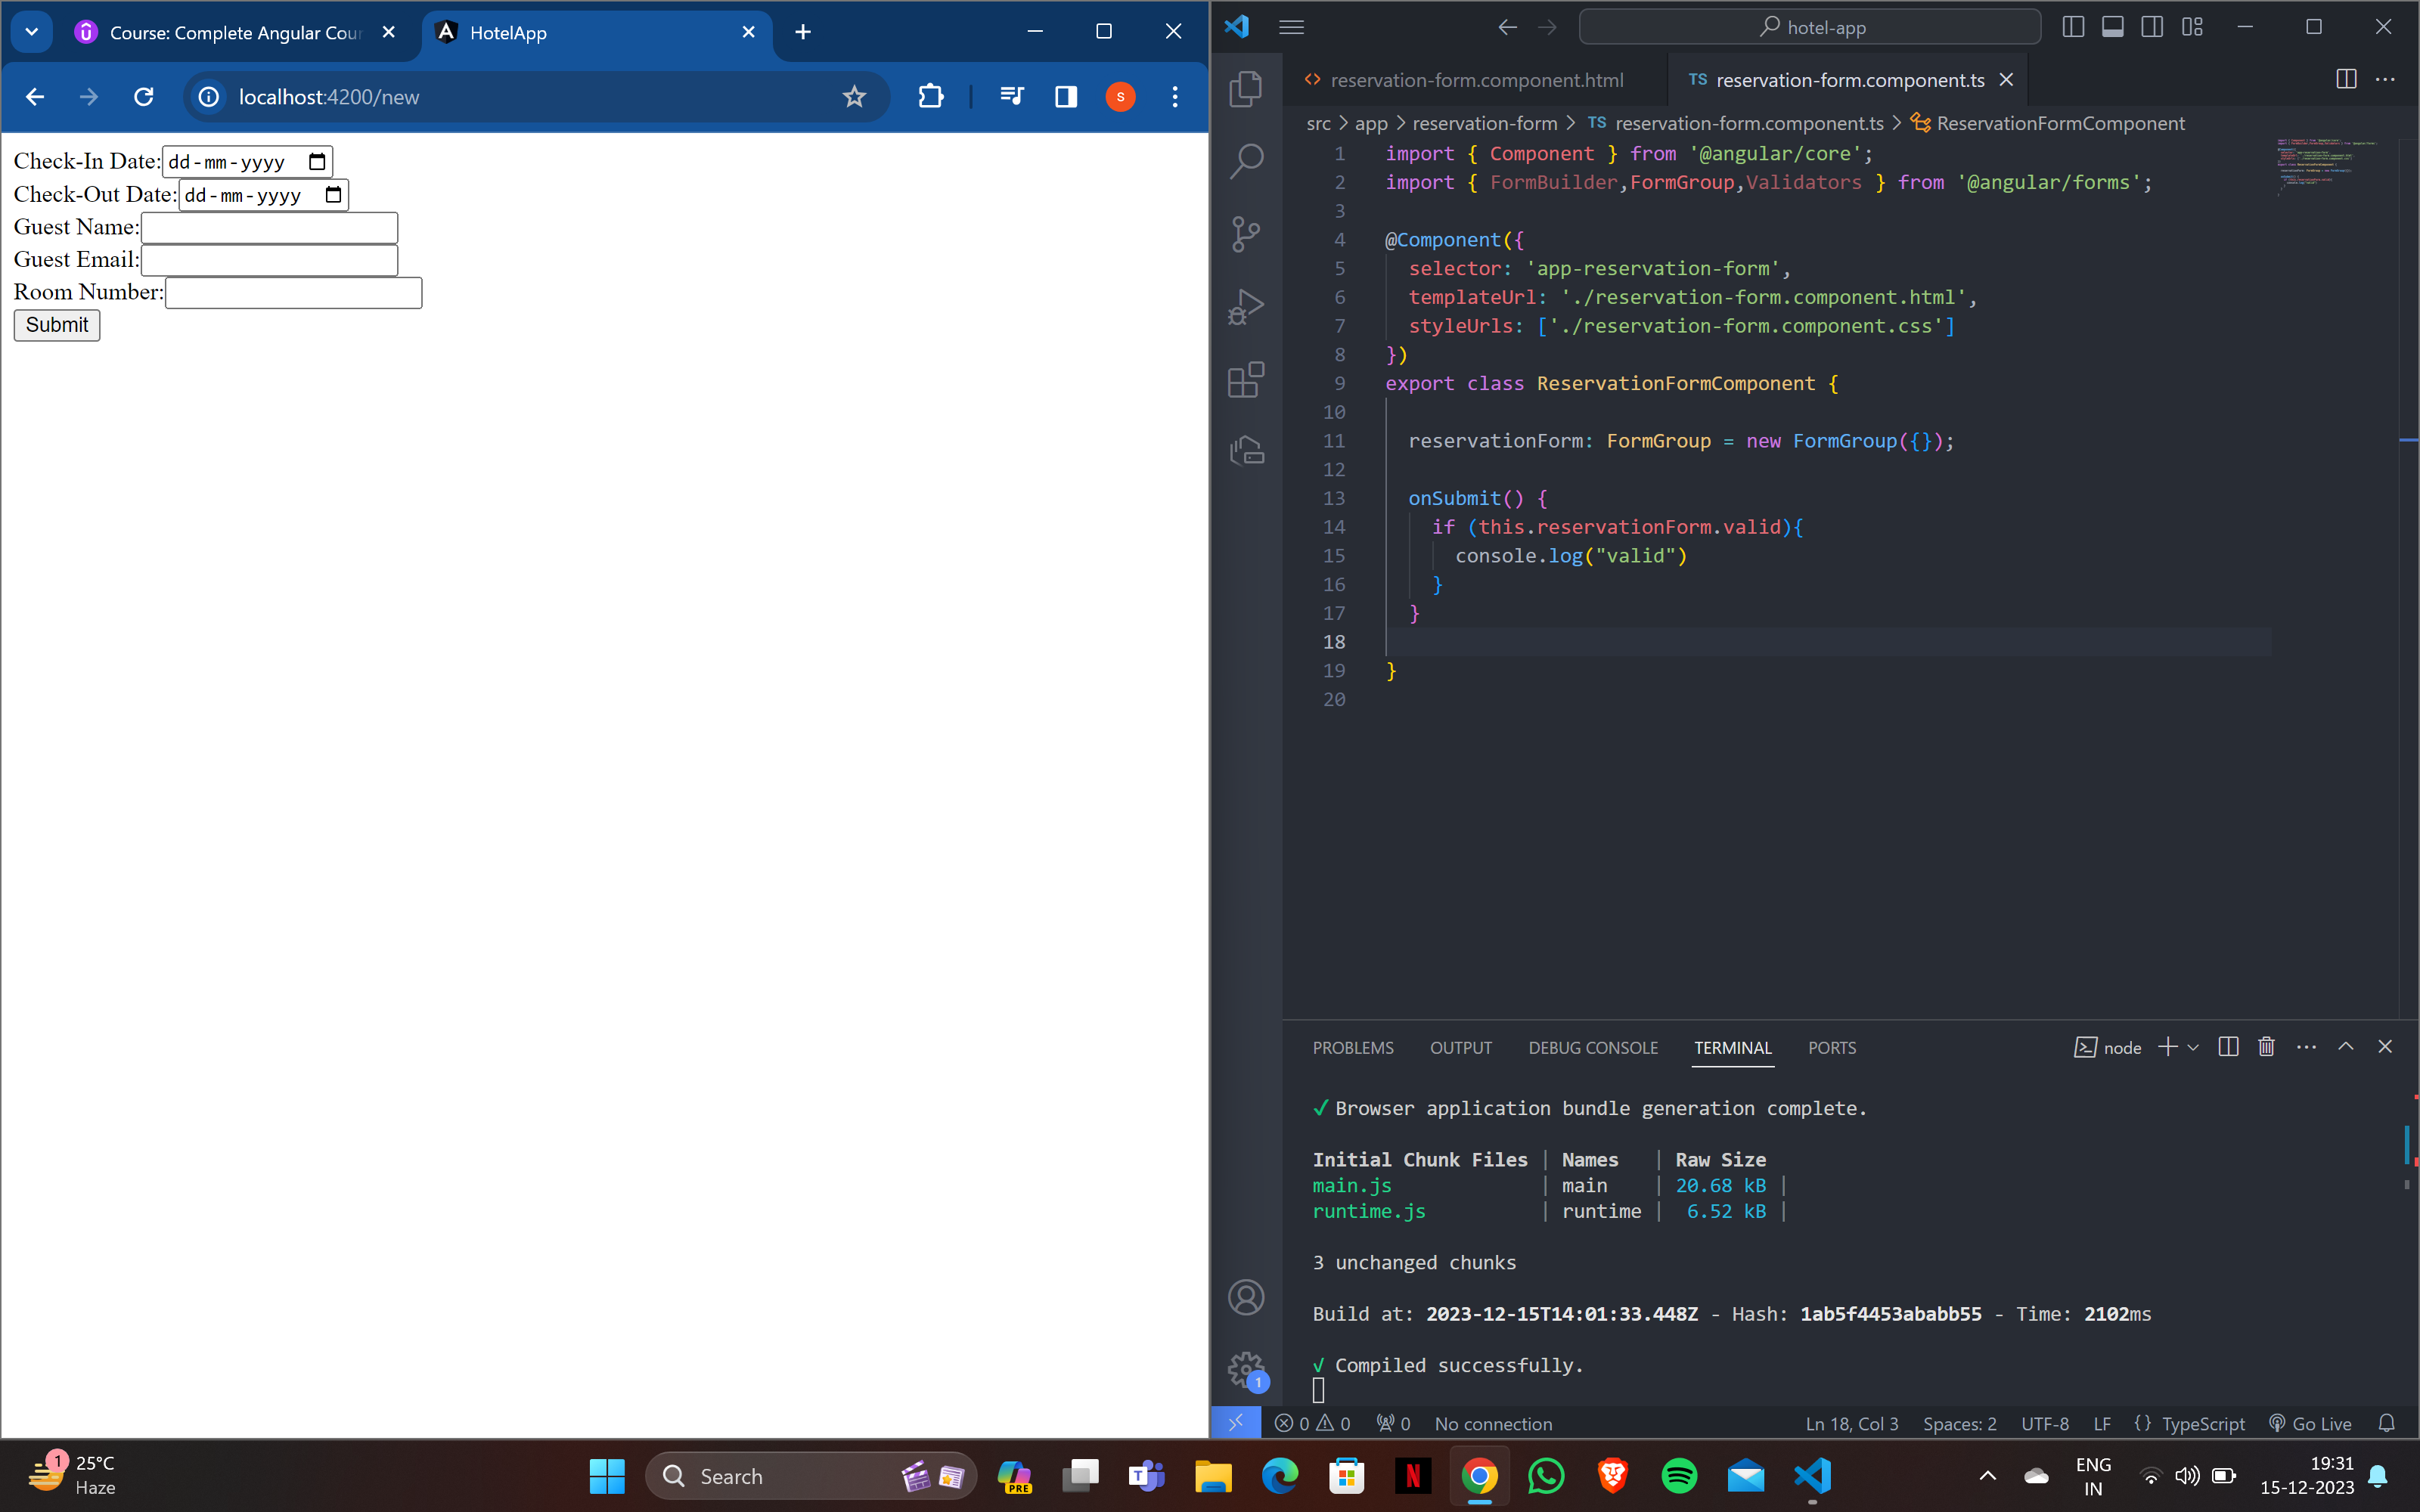 Course: Complete Angular Cour
HotelApp
localhost:4200/new
s
Check-In Date: dd-mm-yyyy
Check-Out Date: dd-mm-yyyy
Guest Name:
Guest Email:
Room Number:
Submit
hotel-app
reservation-form.component.html
TS reservation-form.component.ts
src > app > reservation-form > TS reservation-form.component.ts > ReservationFormComponent
1 import { Component } from '@angular/core';
2 import { FormBuilder,FormGroup,Validators } from '@angular/forms';
3
4 @Component({
5 selector: 'app-reservation-form',
6 templateUrl: './reservation-form.component.html',
7 styleUrls: ['./reservation-form.component.css']
8 })
9 export class ReservationFormComponent {
10
11 reservationForm: FormGroup = new FormGroup({});
12
13 onSubmit() {
14 if (this.reservationForm.valid){
15 console.log("valid")
16 }
17 }
18
19 }
20
PROBLEMS OUTPUT DEBUG CONSOLE TERMINAL PORTS node
✓ Browser application bundle generation complete.
Initial Chunk Files | Names | Raw Size
main.js | main | 20.68 kB |
runtime.js | runtime | 6.52 kB |
3 unchanged chunks
Build at: 2023-12-15T14:01:33.448Z - Hash: 1ab5f4453ababb55 - Time: 2102ms
√ Compiled successfully.
1
0 0 0 No connection Ln 18, Col 3 Spaces: 2 UTF-8 LF {} TypeScript Go Live
1
25°C
Haze
Search
PRE
T
N
ENG
IN
19:31
15-12-2023